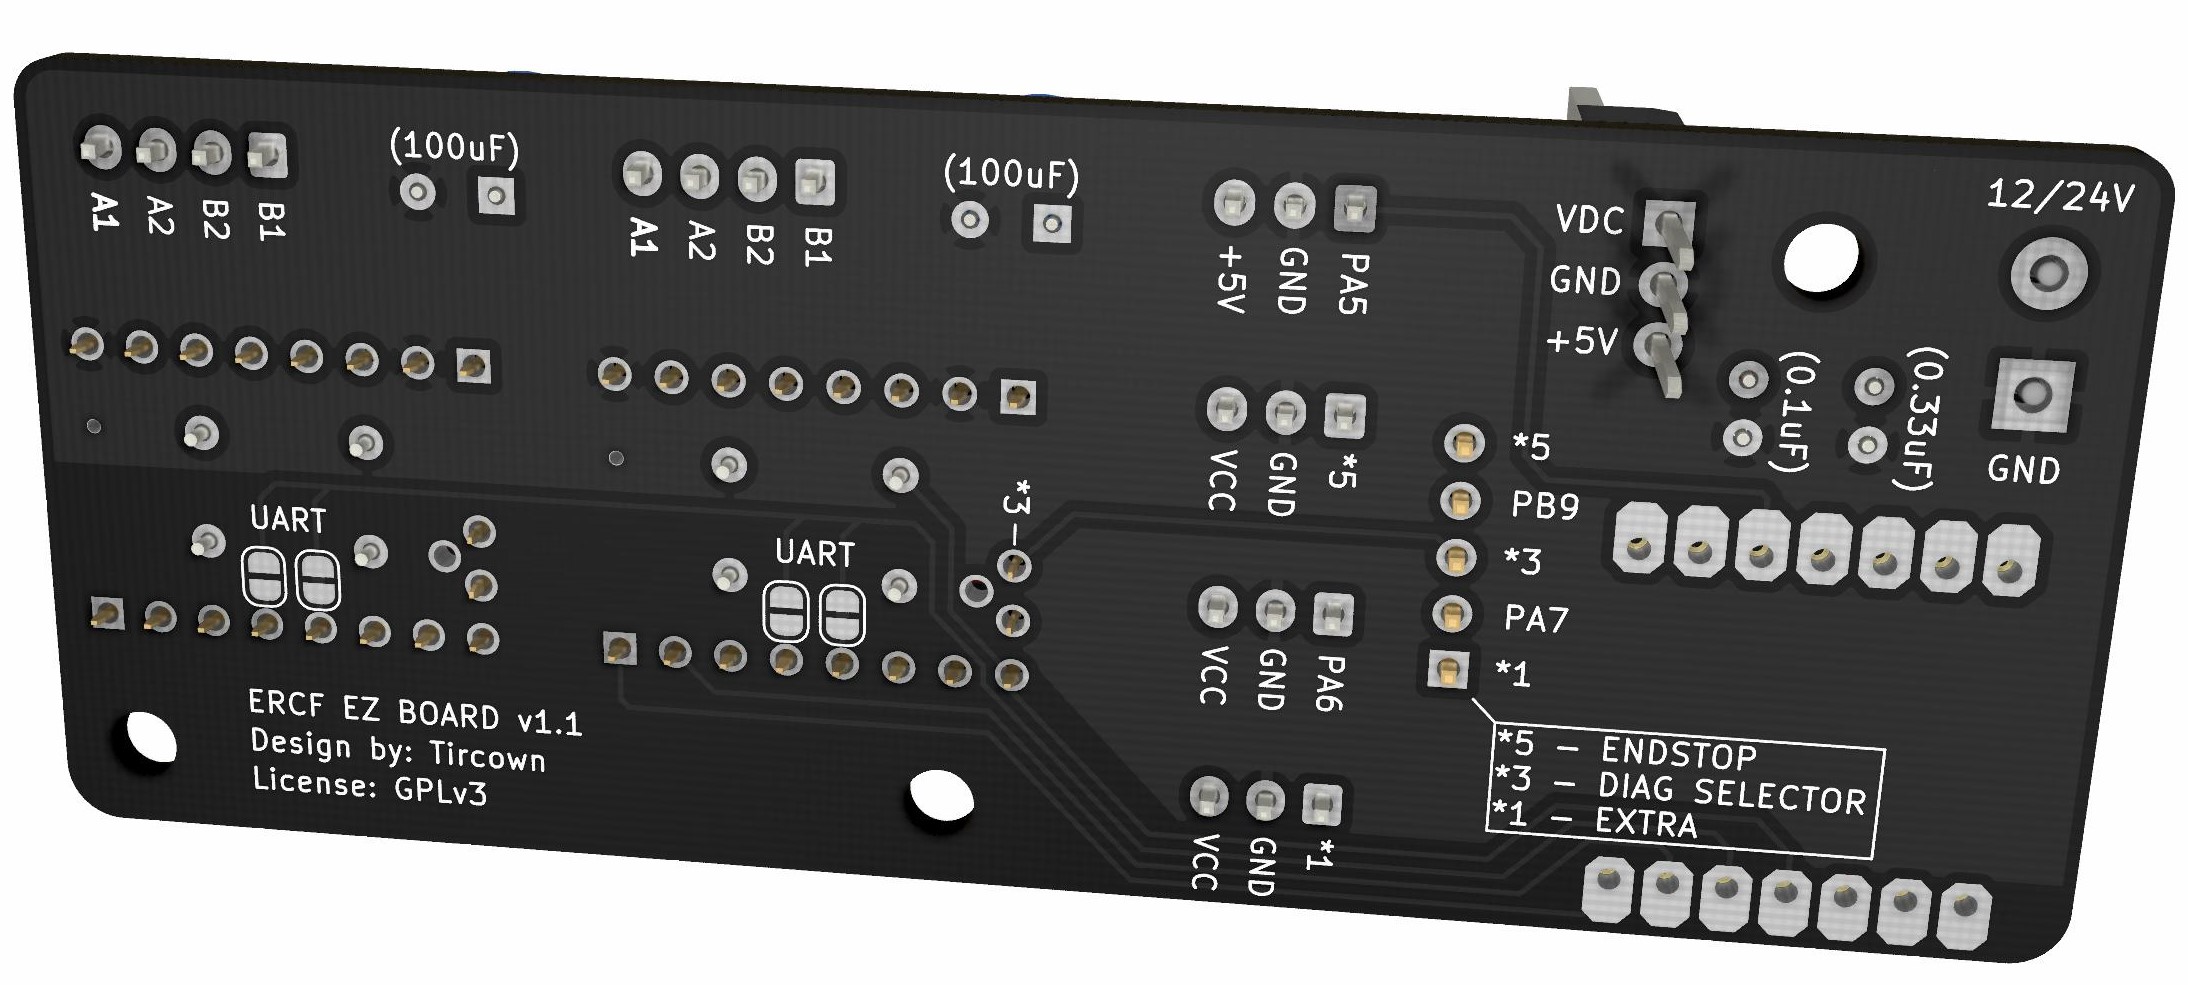 A1
A2
B2
B1
(100uF)
A1
A2
B2
B1
(100uF)
+5V
GND
PA5
VDC
GND
+5V
12/24V
(0.1uF)
(0.33uF)
GND
VCC
GND
*5
*5
PB9
*3
PA7
*1
*3-
UART
UART
VCC
GND
PA6
ERCF EZ BOARD v1.1
Design by: Tircown
License: GPLv3
*5 - ENDSTOP
*3 - DIAG SELECTOR
*1 - EXTRA
VCC
GND
*1